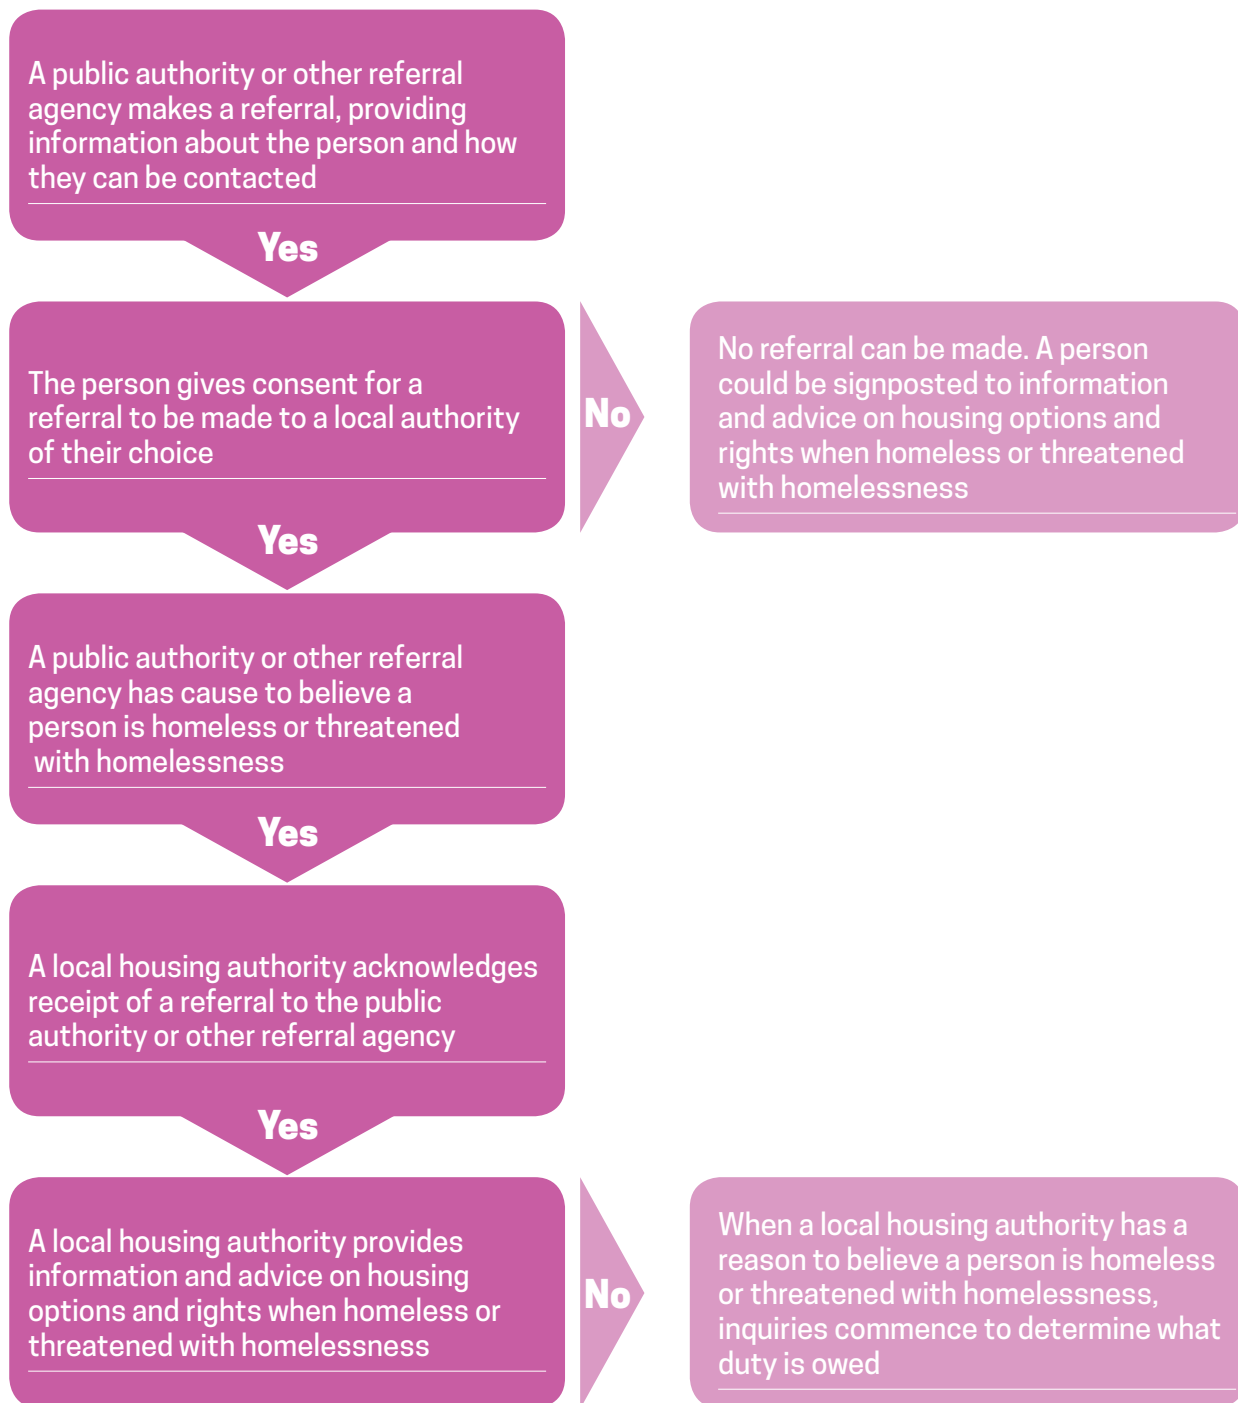 A public authority or other referral
agency makes a referral, providing
information about the person and how
they can be contacted
Yes
The person gives consent for a
referral to be made to a local authority
of their choice
No
No referral can be made. A person
could be signposted to information
and advice on housing options and
rights when homeless or threatened
with homelessness
Yes
A public authority or other referral
agency has cause to believe a
person is homeless or threatened
with homelessness
Yes
A local housing authority acknowledges
receipt of a referral to the public
authority or other referral agency
Yes
A local housing authority provides
information and advice on housing
options and rights when homeless or
threatened with homelessness
No
When a local housing authority has a
reason to believe a person is homeless
or threatened with homelessness,
inquiries commence to determine what
duty is owed